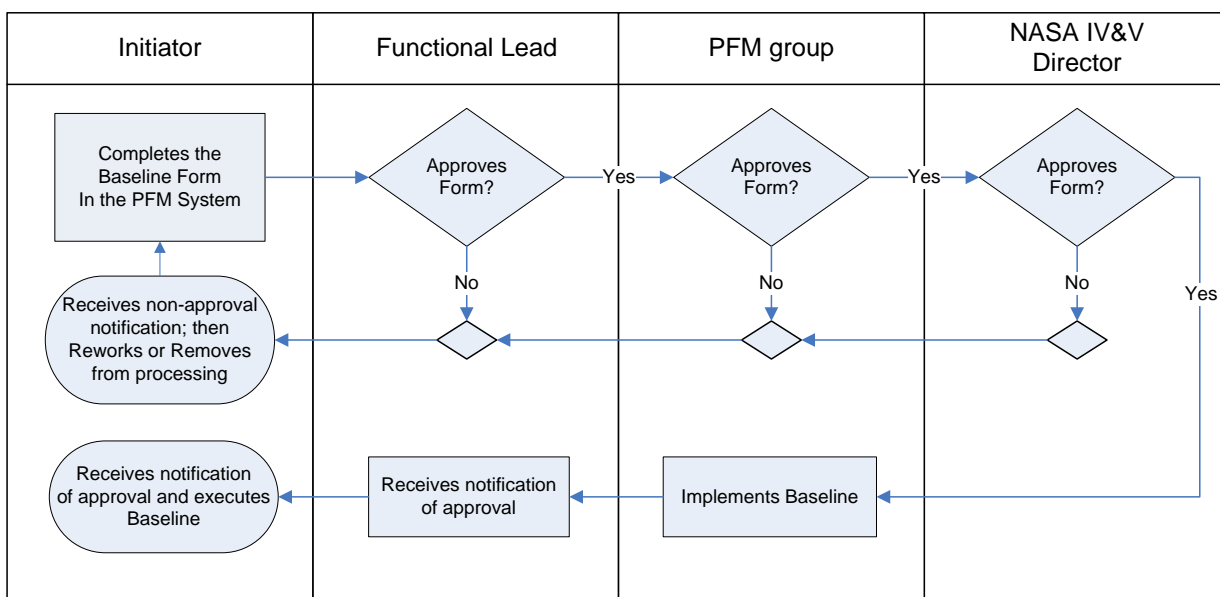 Initiator
Functional Lead
PFM group
NASA IV&V
Director
Completes the
Baseline Form
In the PFM System
Approves
Form?
Yes
Approves
Form?
Yes
Approves
Form?
No
No
No
Yes
Receives non-approval
notification; then
Reworks or Removes
from processing
Receives notification
of approval and executes
Baseline
Receives notification
of approval
Implements Baseline